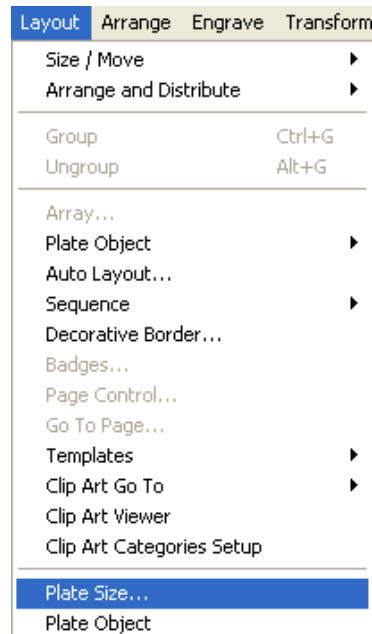 Layout Arrange Engrave Transform
Size / Move
Arrange and Distribute
Group Ctrl+G
Ungroup Alt+G
Array...
Plate Object
Auto Layout...
Sequence
Decorative Border...
Badges...
Page Control...
Go To Page...
Templates
Clip Art Go To
Clip Art Viewer
Clip Art Categories Setup
Plate Size...
Plate Object